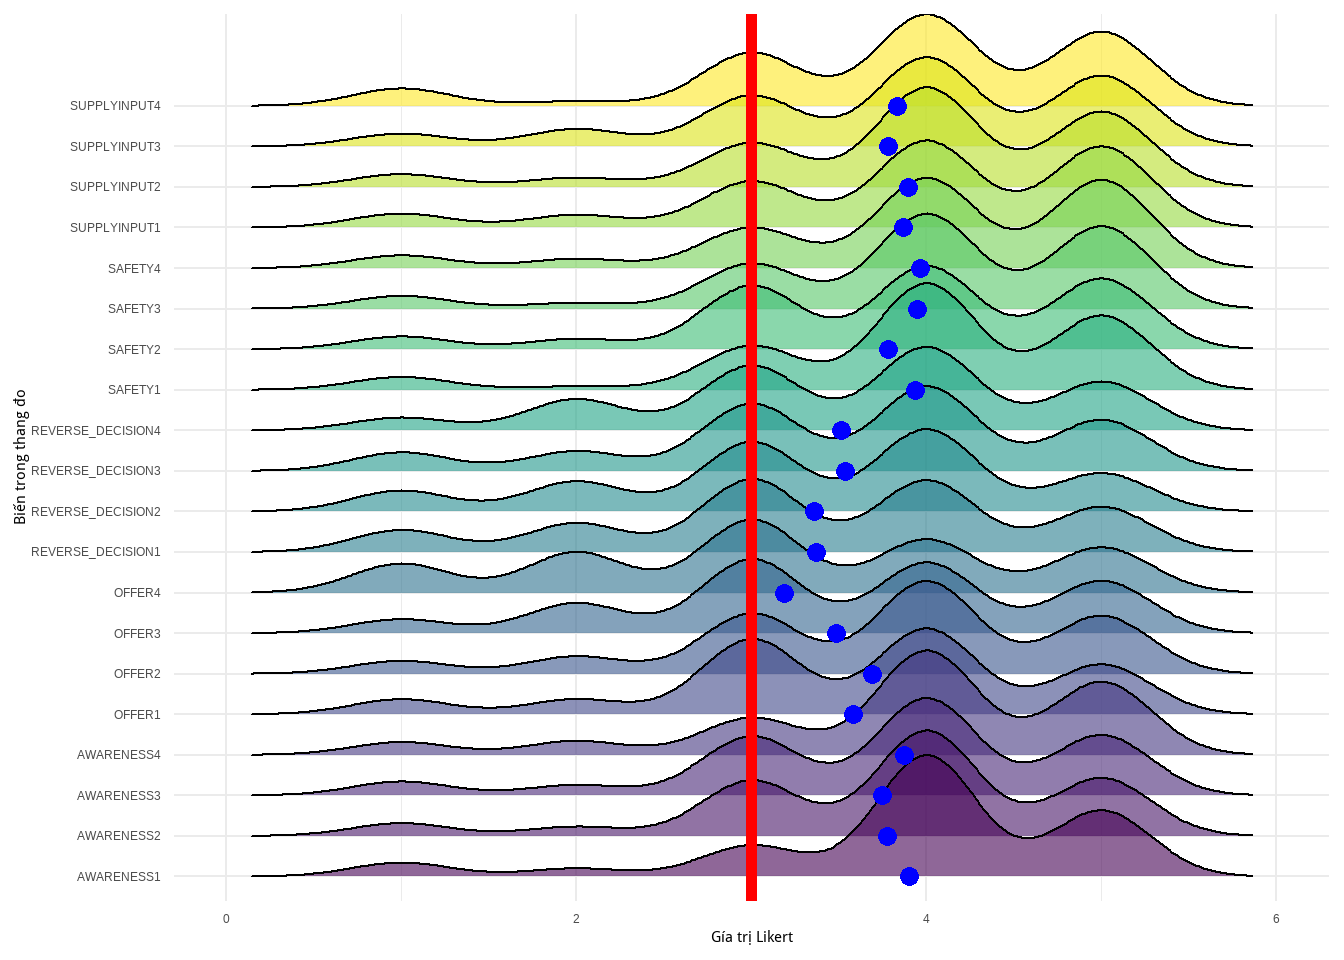 SUPPLYINPUT4
SUPPLYINPUT3
SUPPLYINPUT2
SUPPLYINPUT1
SAFETY4
SAFETY3
SAFETY2
SAFETY1
REVERSE_DECISION4
REVERSE_DECISION3
REVERSE_DECISION2
REVERSE_DECISION1
OFFER4
OFFER3
OFFER2
OFFER1
AWARENESS4
AWARENESS3
AWARENESS2
AWARENESS1
Biến trong thang đo
0 2 4 6
Gía trị Likert